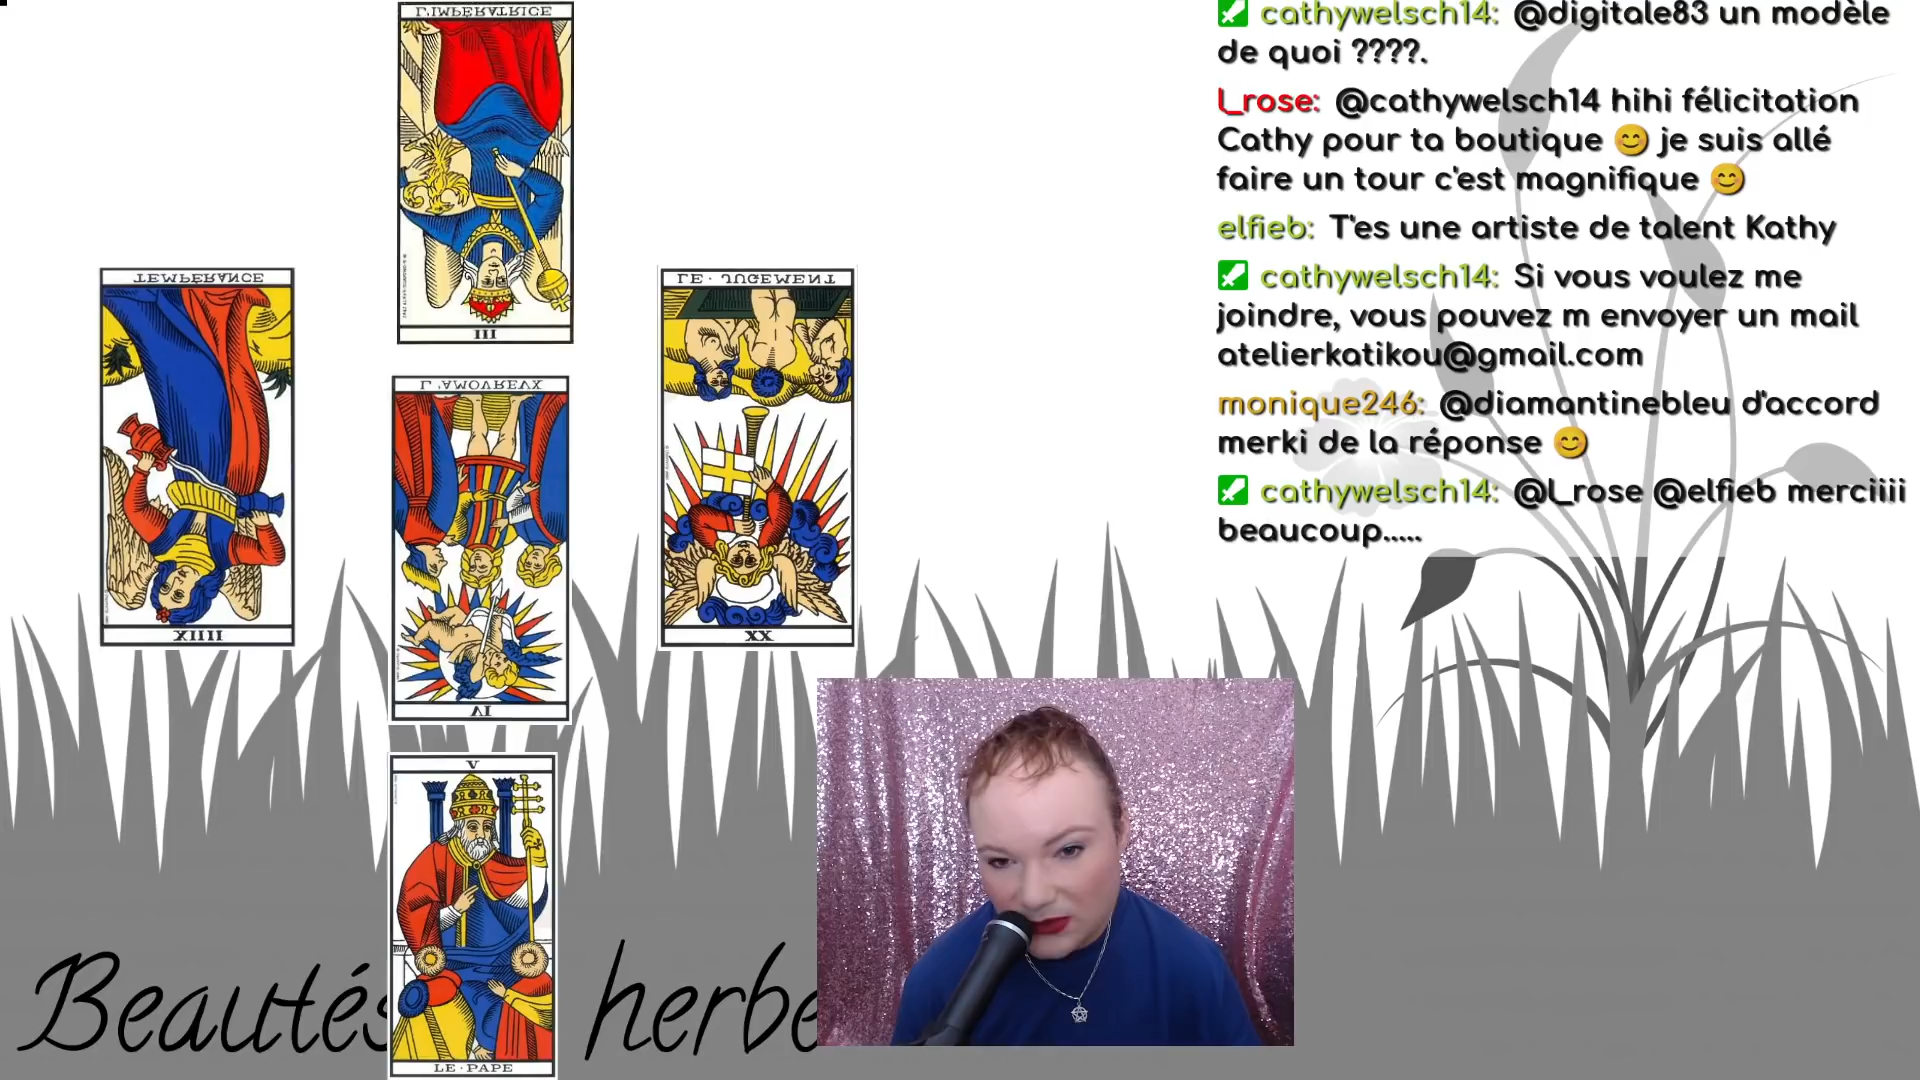 L'IMPÉRATRICE
III
TEMPÉRANCE
XIIII
L'AMOVREVX
VI
LE·JUGEMENT
XX
V
LE·PAPE
Beautés herbe
cathywelsch14: @digitale83 un modèle
de quoi ????.
l_rose: @cathywelsch14 hihi félicitation
Cathy pour ta boutique 😊 je suis allé
faire un tour c'est magnifique 😊
elfieb: T'es une artiste de talent Kathy
cathywelsch14: Si vous voulez me
joindre, vous pouvez m envoyer un mail
atelierkatikou@gmail.com
monique246: @diamantinebleu d'accord
merki de la réponse 😊
cathywelsch14: @l_rose @elfieb merciiii
beaucoup.....